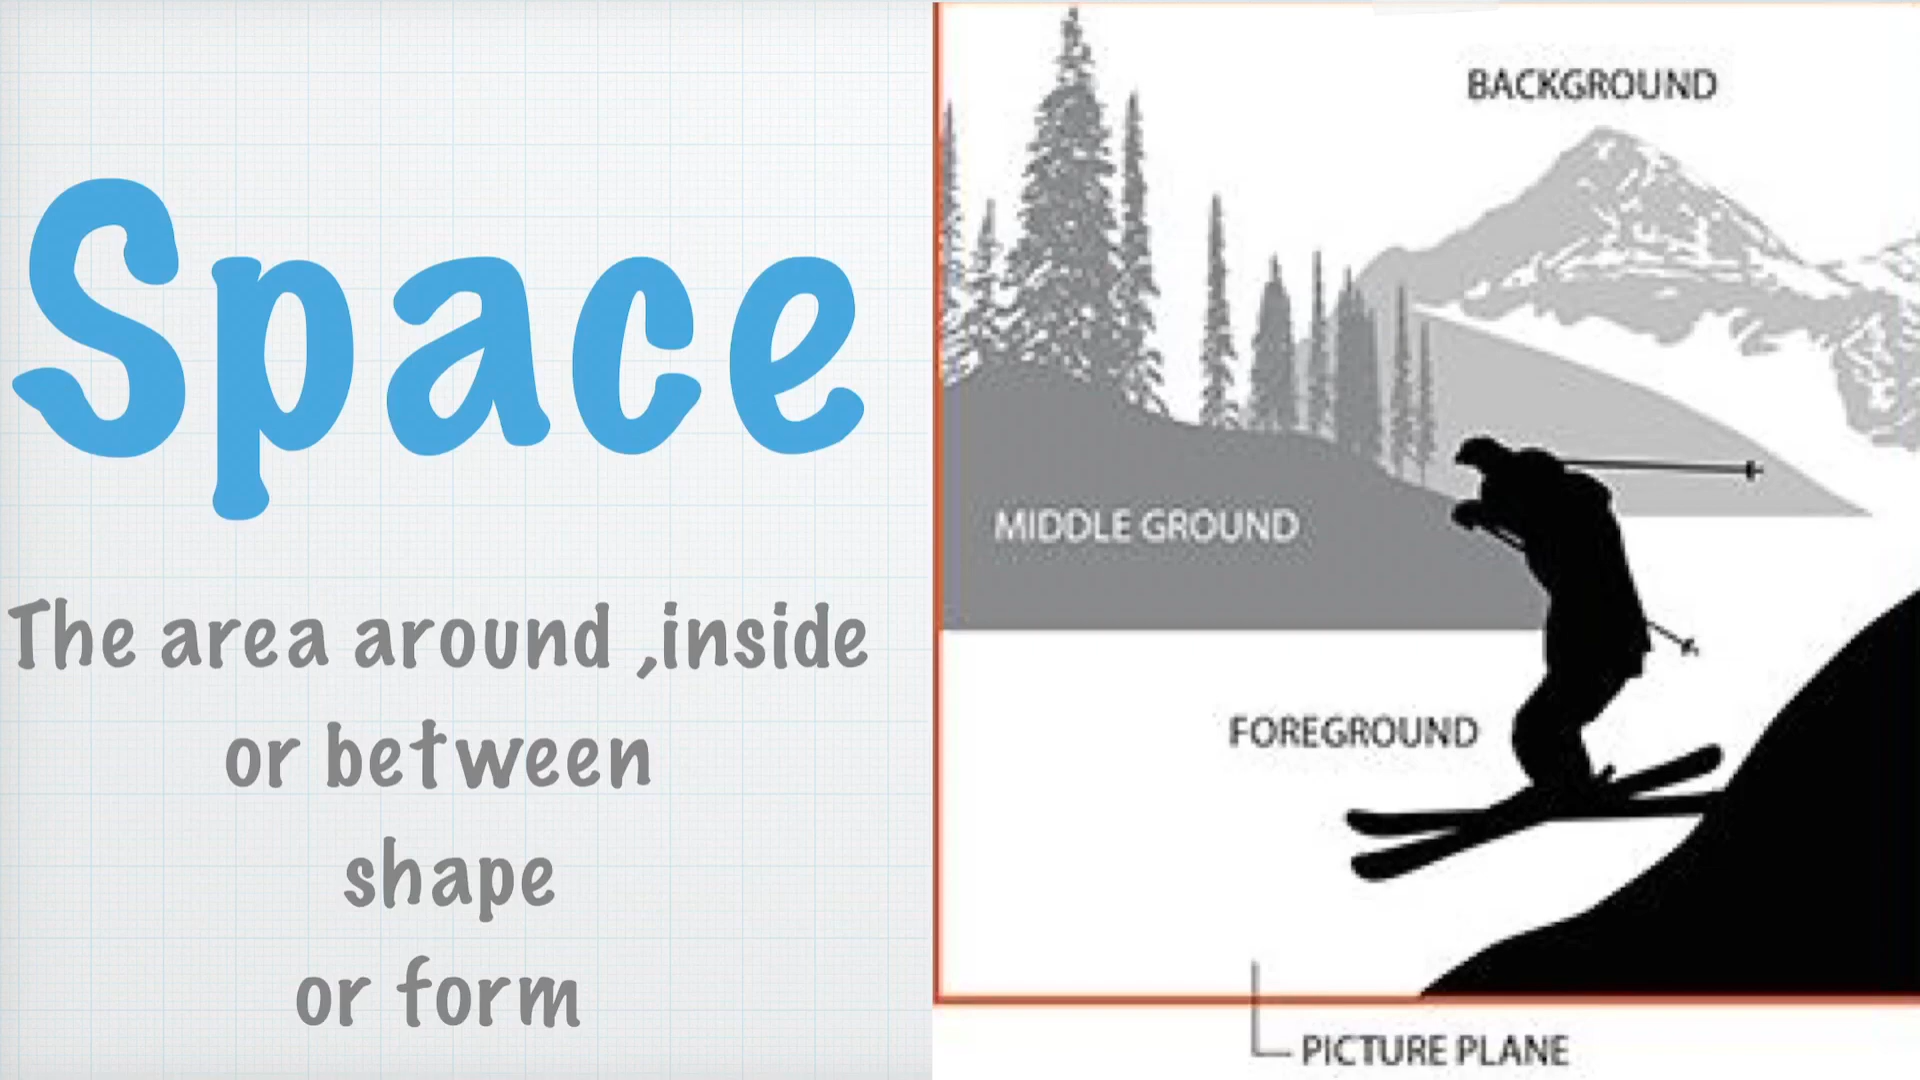 Space
The area around ,inside
or between
shape
or form
BACKGROUND
MIDDLE GROUND
FOREGROUND
PICTURE PLANE